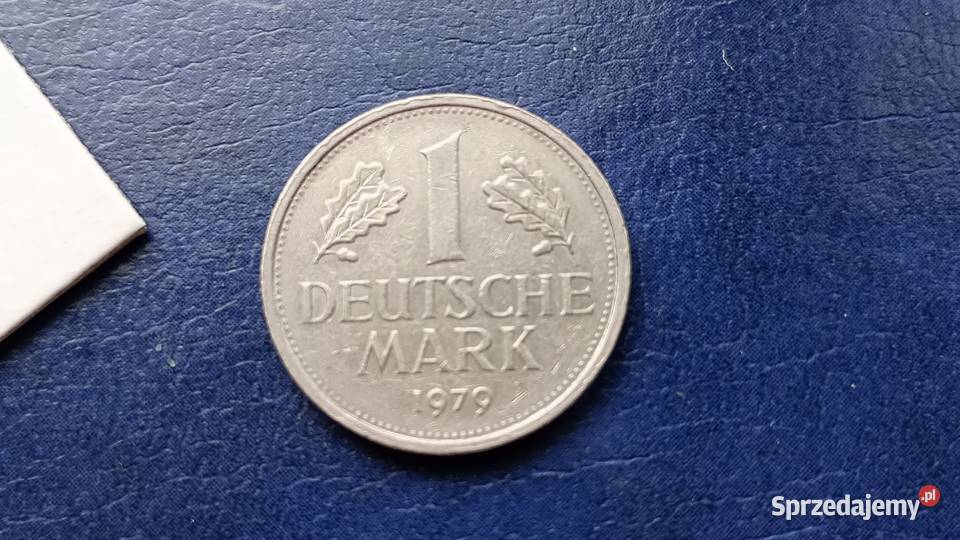 1
DEUTSCHE
MARK
1979
Sprzedajemy.pl